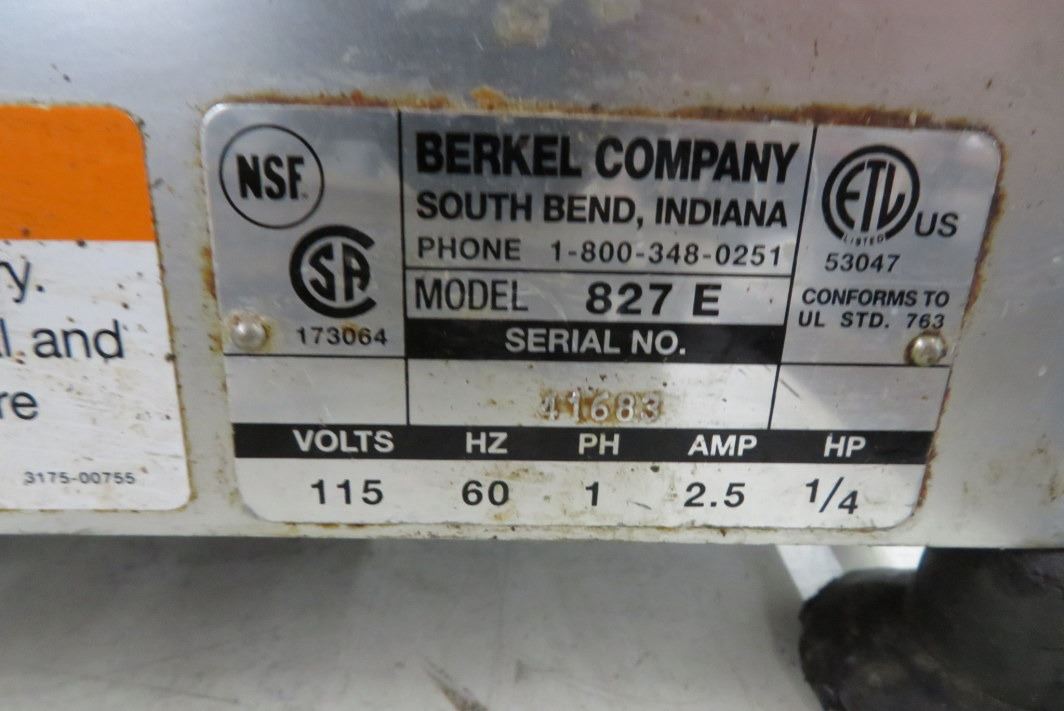 y.
l. and
re
3175-00755
NSF.
SA
173064
BERKEL COMPANY
SOUTH BEND, INDIANA
PHONE 1-800-348-0251
MODEL 827 E
SERIAL NO.
41683
ETL
LISTED
US
53047
CONFORMS TO
UL STD. 763
VOLTS HZ PH AMP HP
115 60 1 2.5 1/4